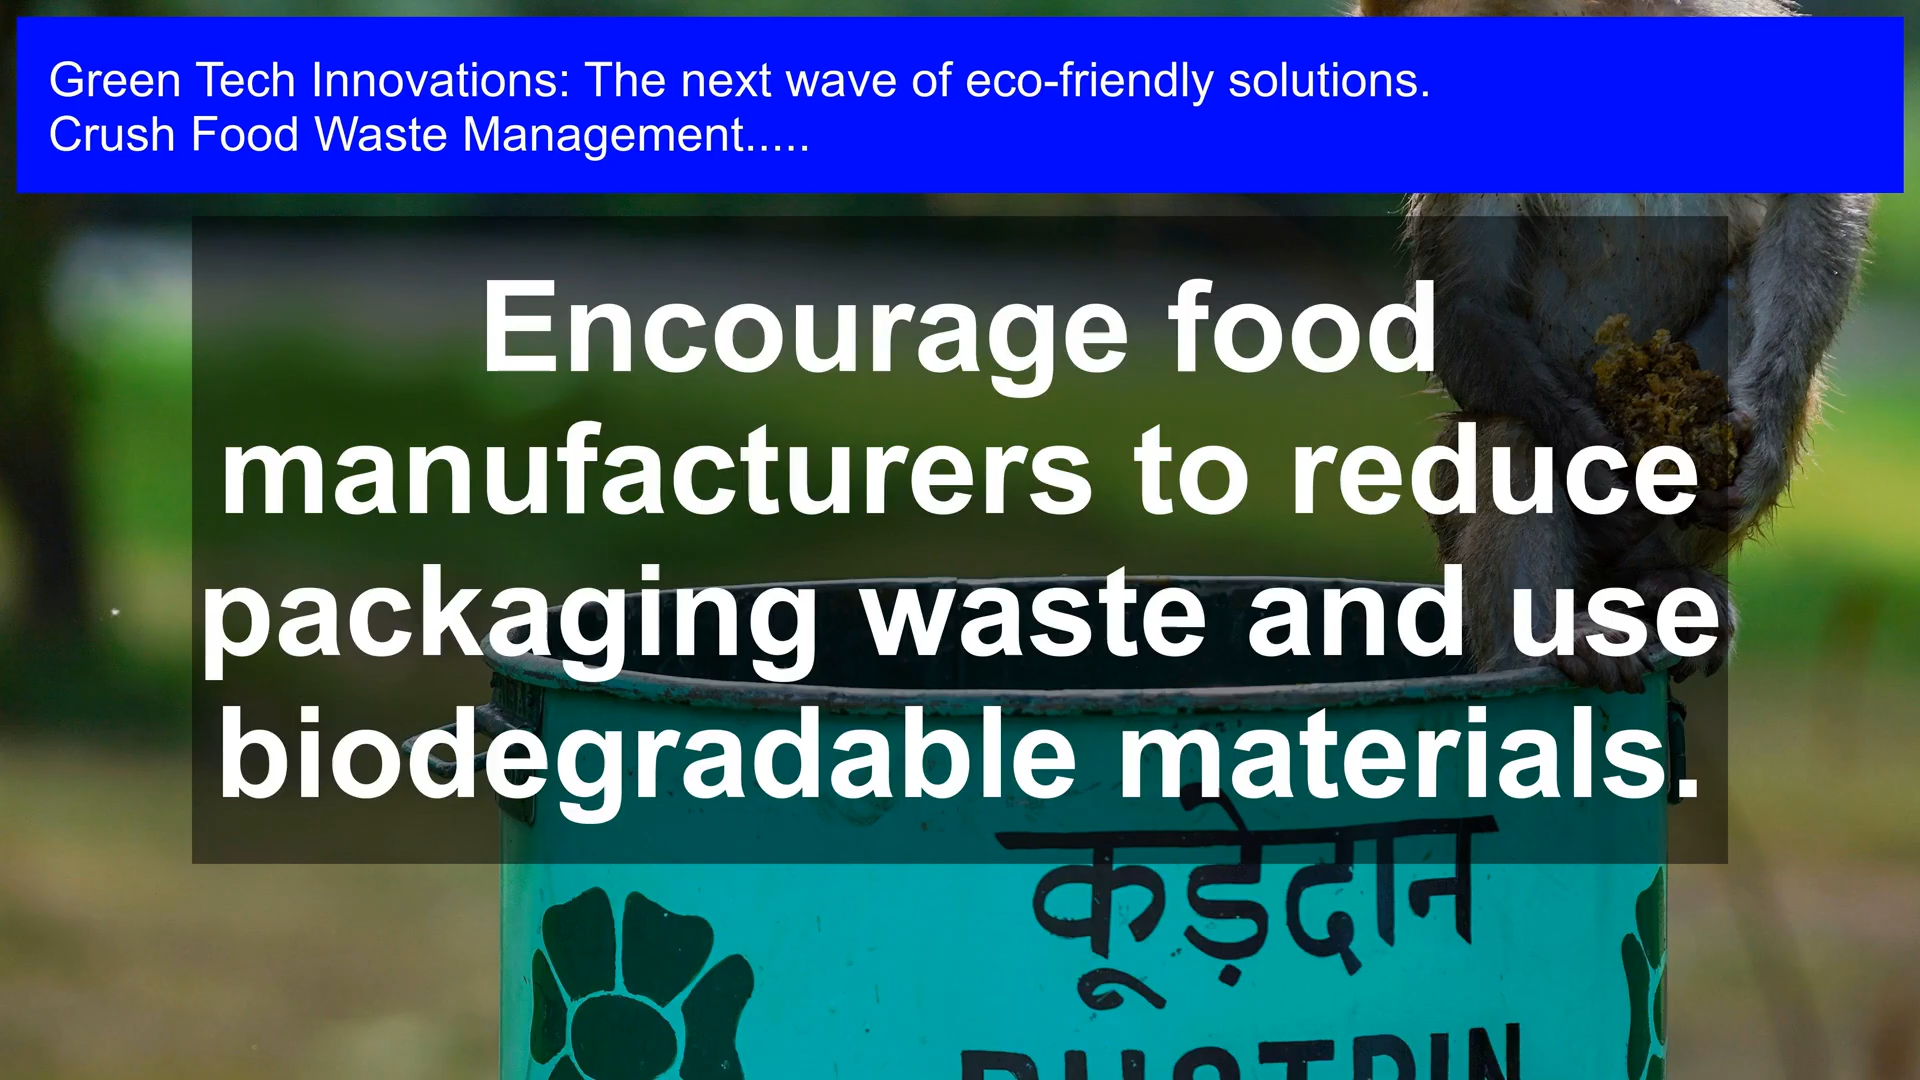 Green Tech Innovations: The next wave of eco-friendly solutions.
Crush Food Waste Management.....
Encourage food
manufacturers to reduce
packaging waste and use
biodegradable materials.
कूड़ेदान
DUSTBIN